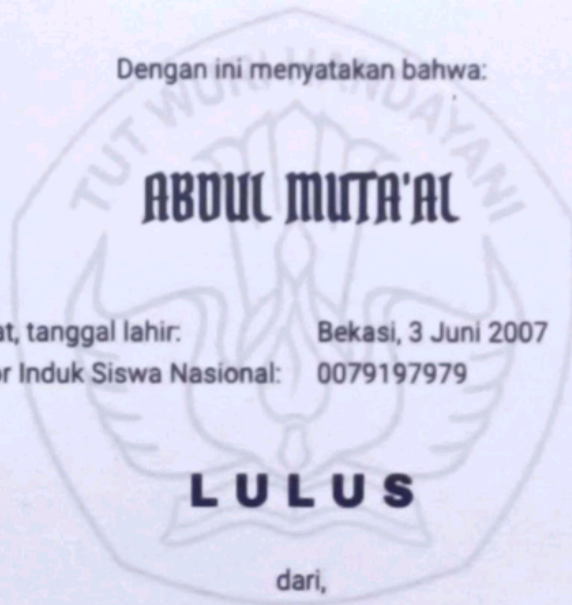 Dengan ini menyatakan bahwa:
TUT WURI HANDAYANI
ABDUL MUTA'AL
at, tanggal lahir: Bekasi, 3 Juni 2007
or Induk Siswa Nasional: 0079197979
LULUS
dari,